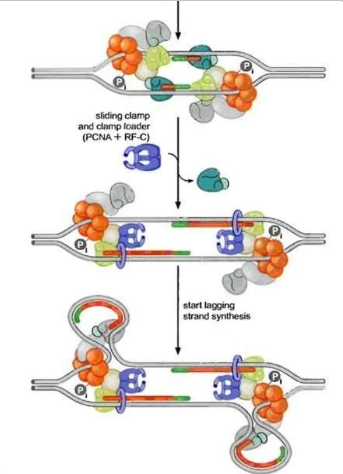 P
i
P
i
sliding clamp
and clamp loader
(PCNA + RF-C)
P
i
P
i
start lagging
strand synthesis
P
i
P
i